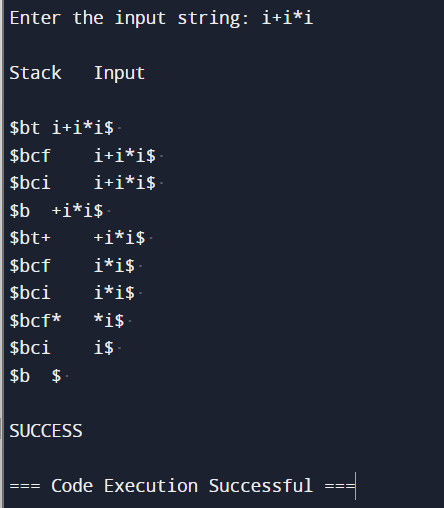 Enter the input string: i+i*i
Stack   Input
$bt i+i*i$
$bcf    i+i*i$
$bci    i+i*i$
$b  +i*i$
$bt+    +i*i$
$bcf    i*i$
$bci    i*i$
$bcf*   *i$
$bci    i$
$b  $
SUCCESS
=== Code Execution Successful ===